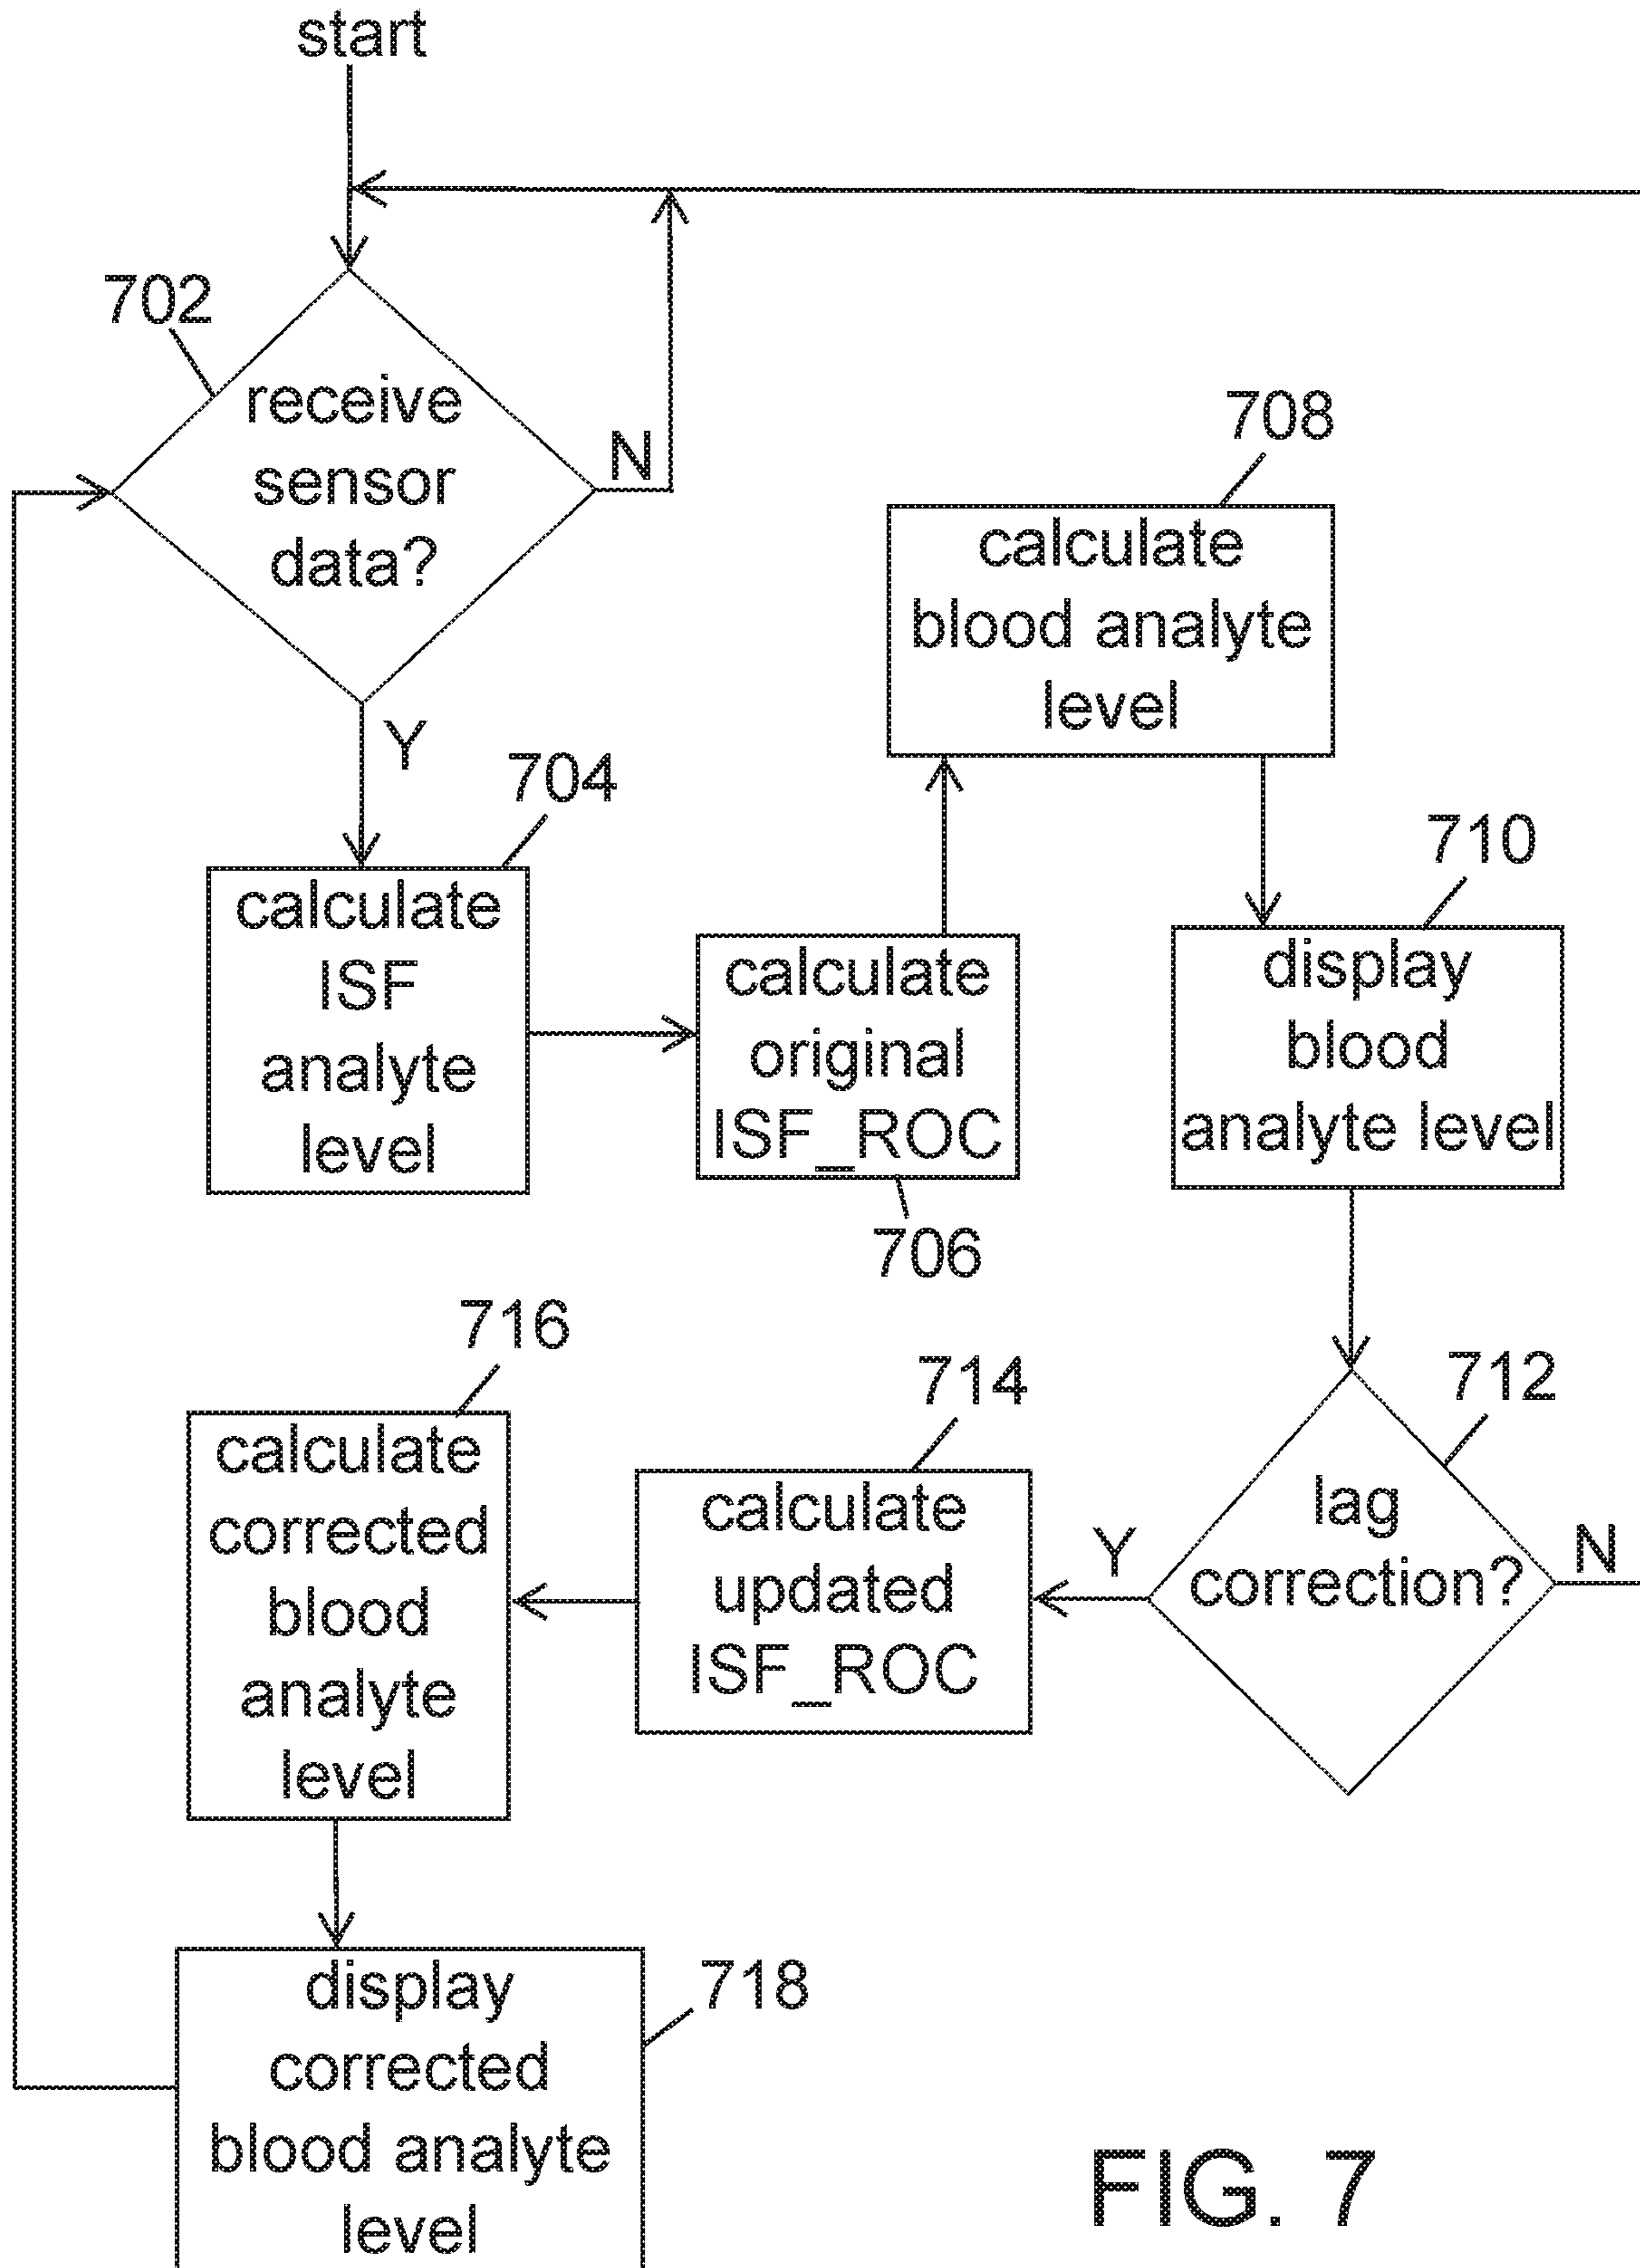 start
702
receive
sensor
data?
N
Y
704
calculate
ISF
analyte
level
calculate
original
ISF_ROC
706
708
calculate
blood analyte
level
710
display
blood
analyte level
712
lag
correction?
N
Y
714
calculate
updated
ISF_ROC
716
calculate
corrected
blood
analyte
level
718
display
corrected
blood analyte
level
FIG. 7